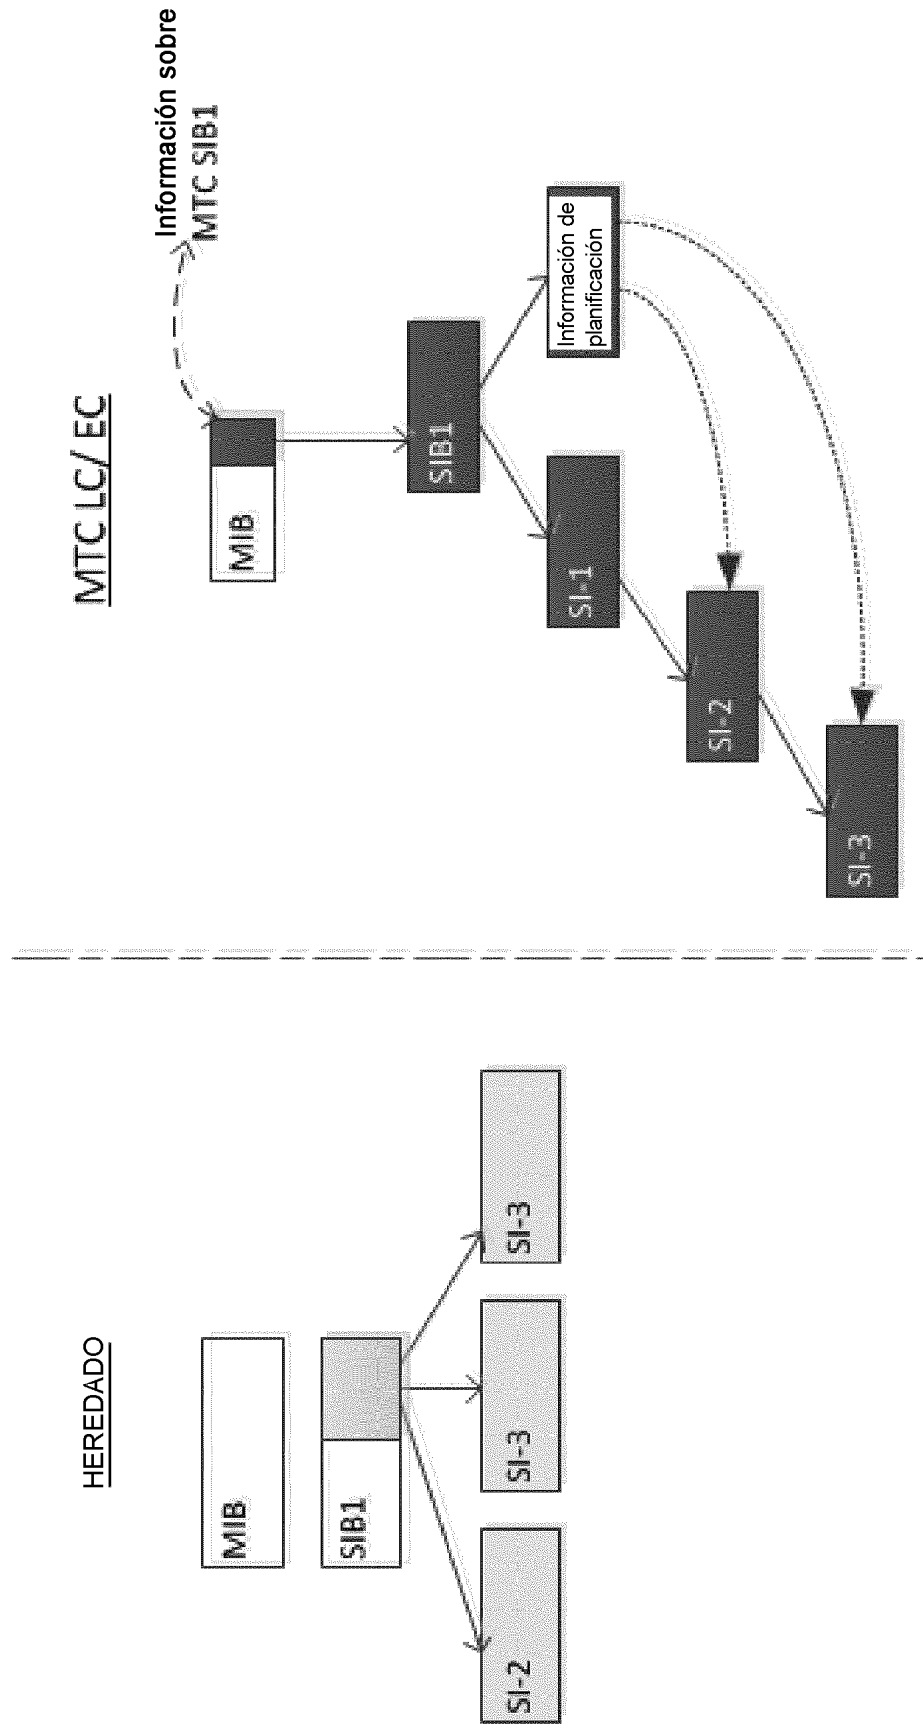 HEREDADO
MIB
SIB1
SI-2
SI-3
SI-3
MTC LC/ EC
Información sobre
MTC SIB1
MIB
SIB1
SI-1
Información de
planificación
SI-2
SI-3